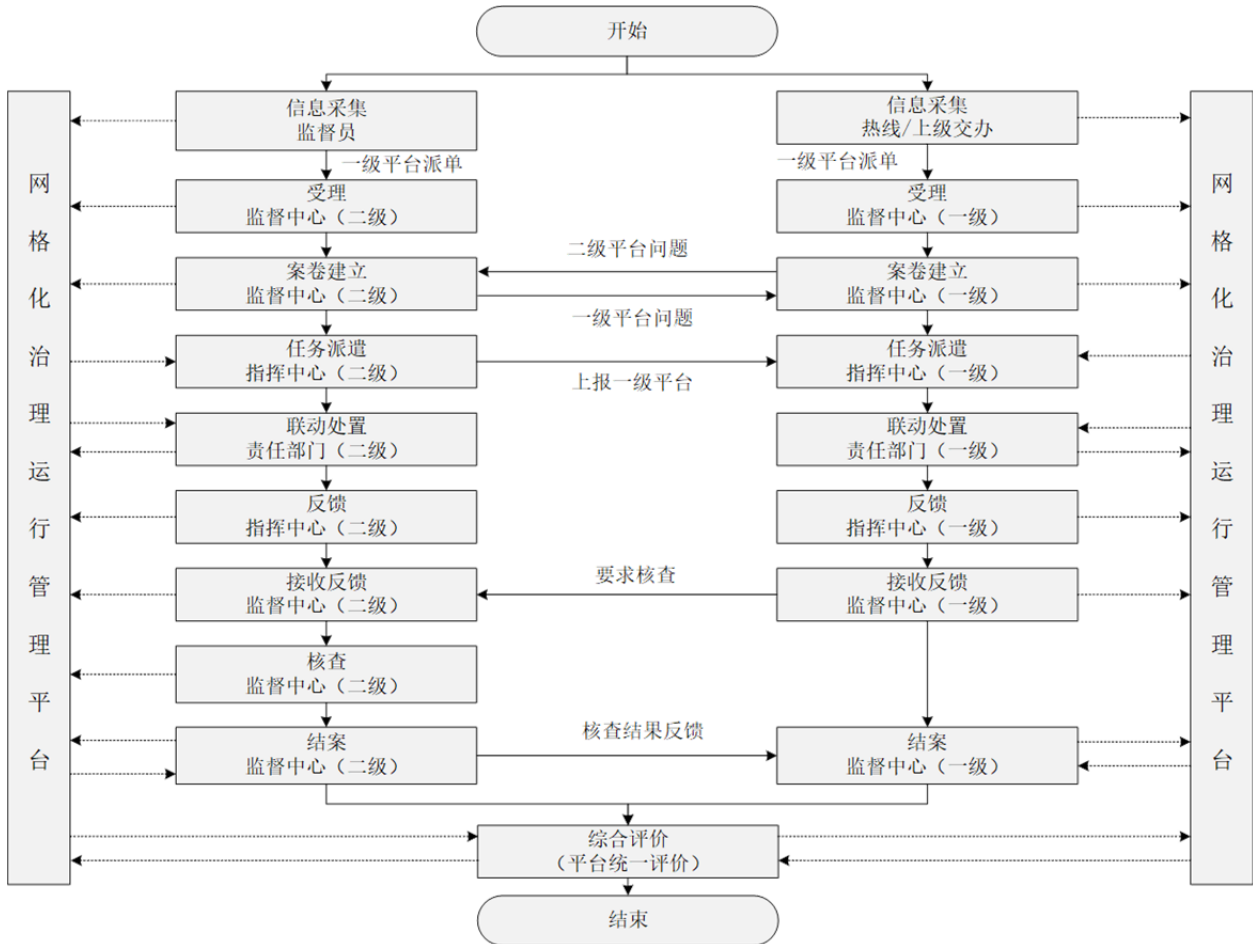 开始
信息采集
监督员
信息采集
热线/上级交办
一级平台派单
一级平台派单
受理
监督中心（二级）
受理
监督中心（一级）
二级平台问题
案卷建立
监督中心（二级）
案卷建立
监督中心（一级）
一级平台问题
任务派遣
指挥中心（二级）
任务派遣
指挥中心（一级）
上报一级平台
联动处置
责任部门（二级）
联动处置
责任部门（一级）
反馈
指挥中心（二级）
反馈
指挥中心（一级）
要求核查
接收反馈
监督中心（二级）
接收反馈
监督中心（一级）
核查
监督中心（二级）
核查结果反馈
结案
监督中心（二级）
结案
监督中心（一级）
综合评价
（平台统一评价）
结束
网格化治理运行管理平台
网格化治理运行管理平台